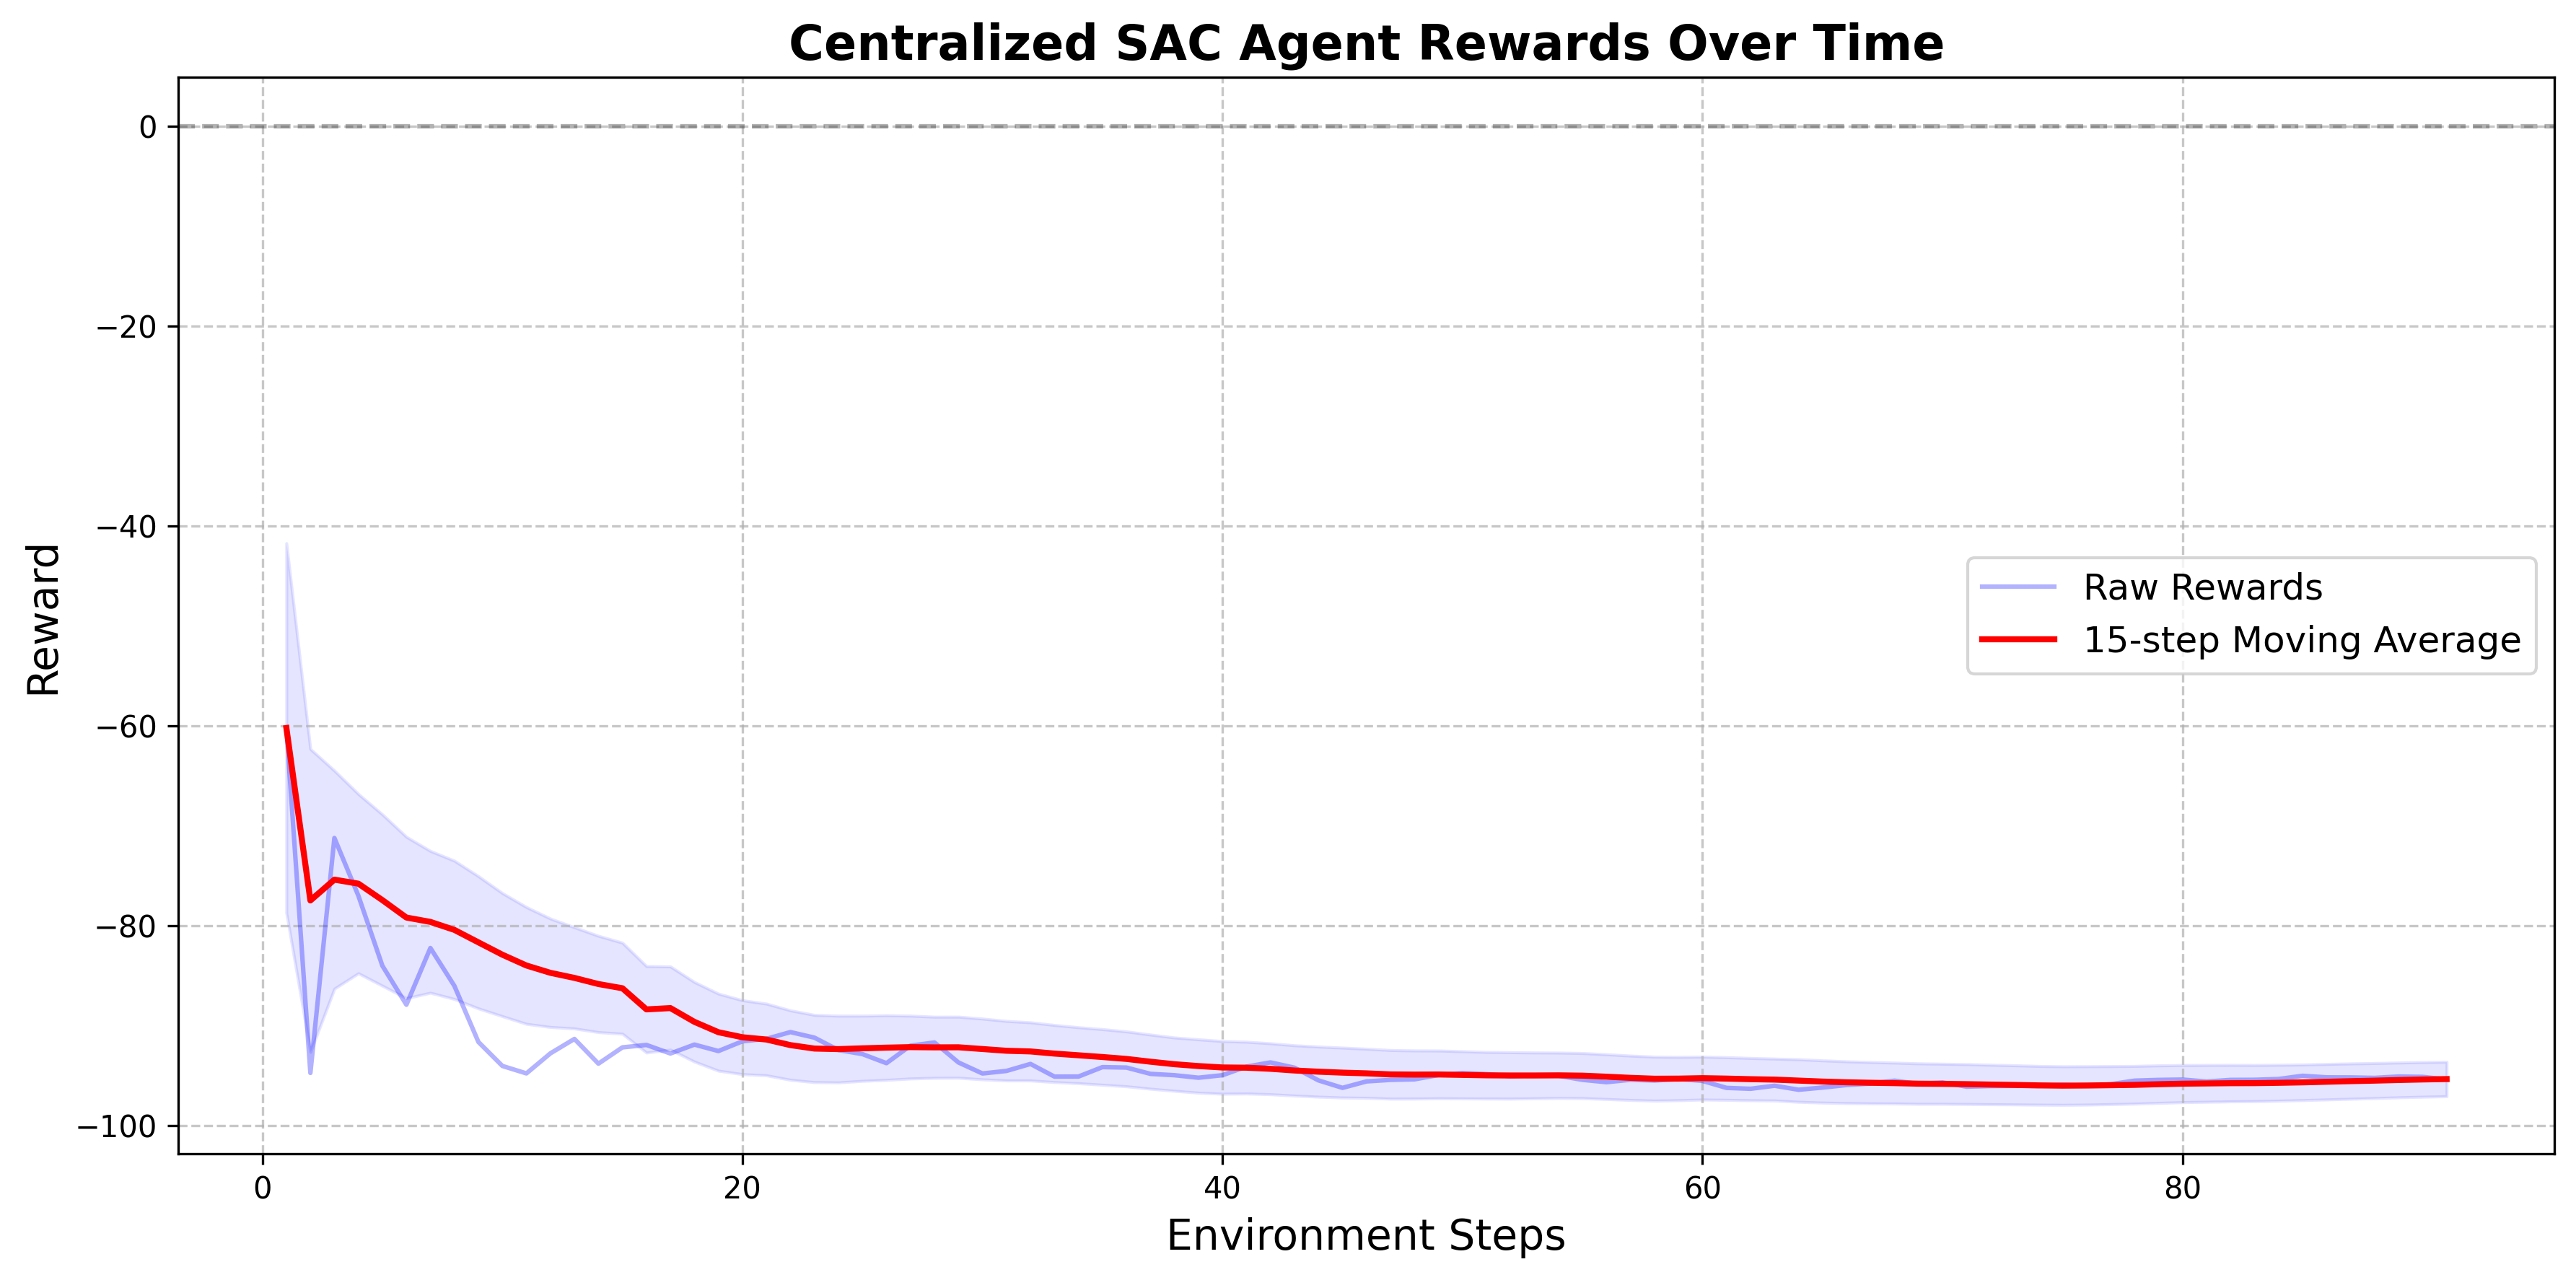 Centralized SAC Agent Rewards Over Time
Reward
0
−20
−40
−60
−80
−100
Raw Rewards
15-step Moving Average
0 20 40 60 80
Environment Steps